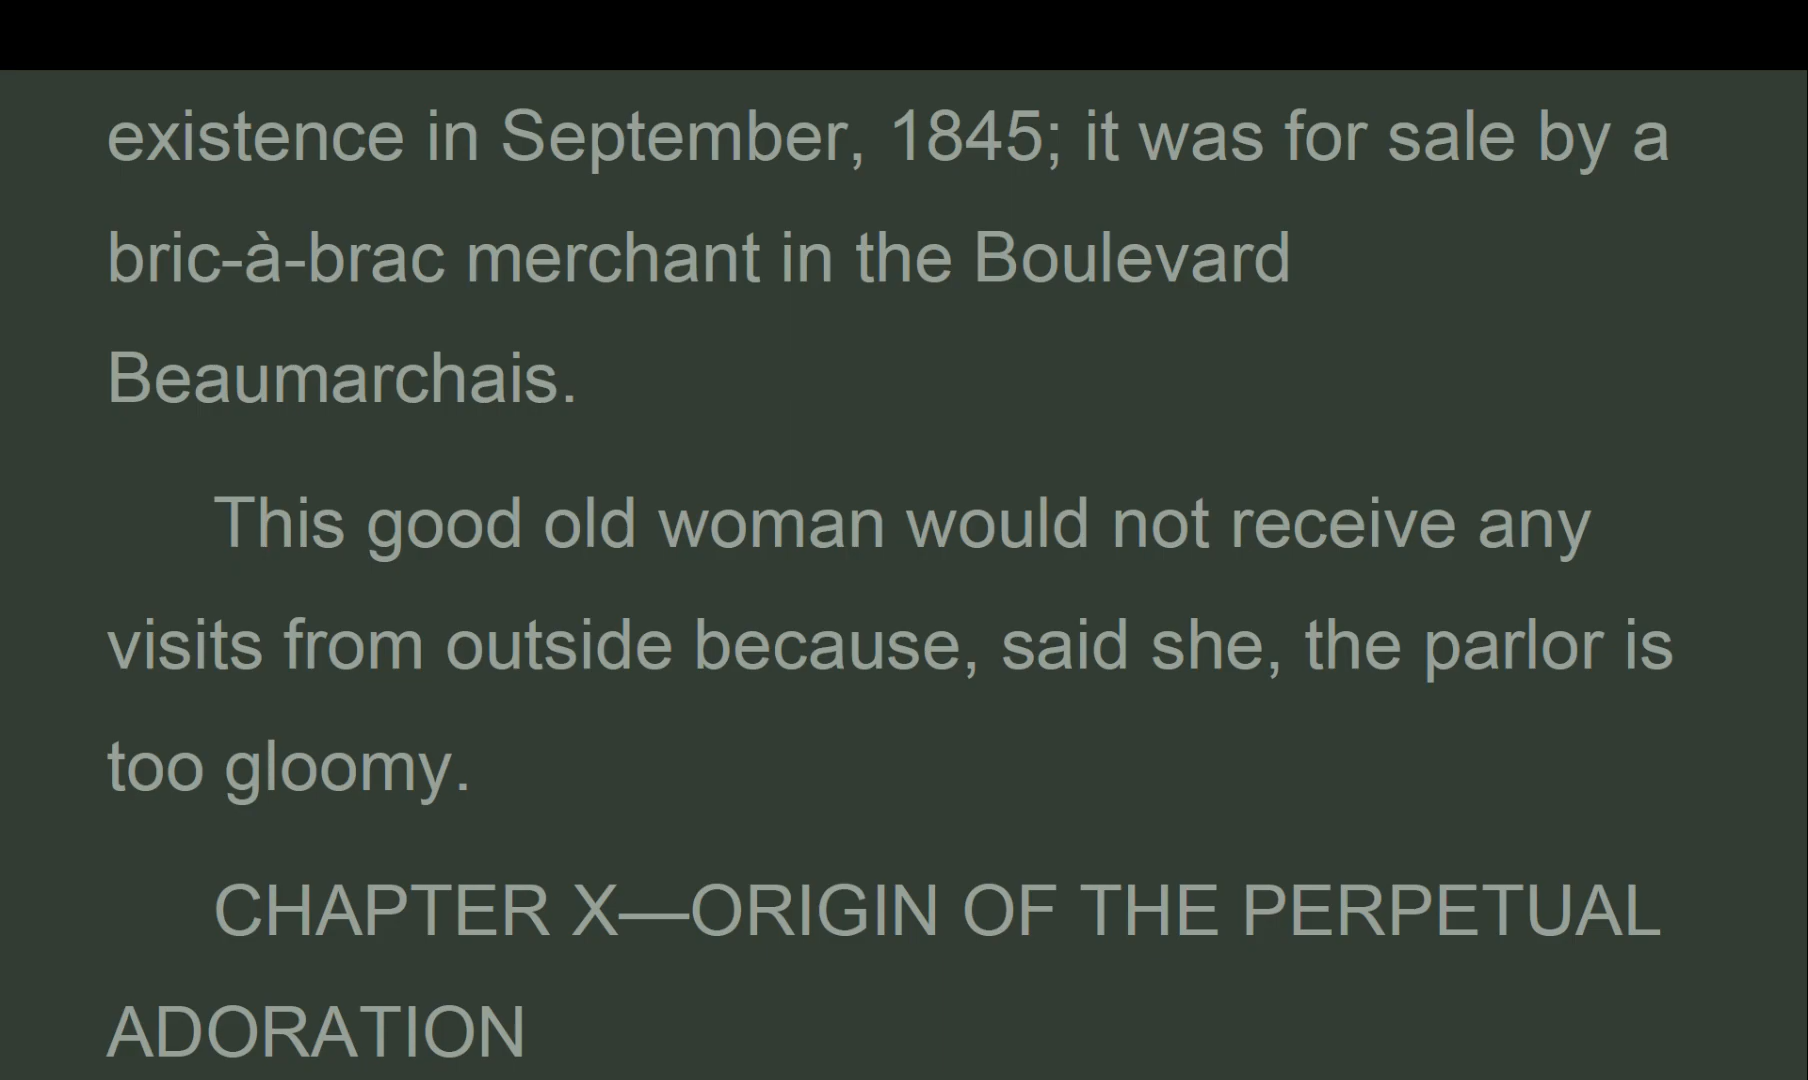 existence in September, 1845; it was for sale by a
bric-à-brac merchant in the Boulevard
Beaumarchais.
This good old woman would not receive any
visits from outside because, said she, the parlor is
too gloomy.
CHAPTER X—ORIGIN OF THE PERPETUAL
ADORATION